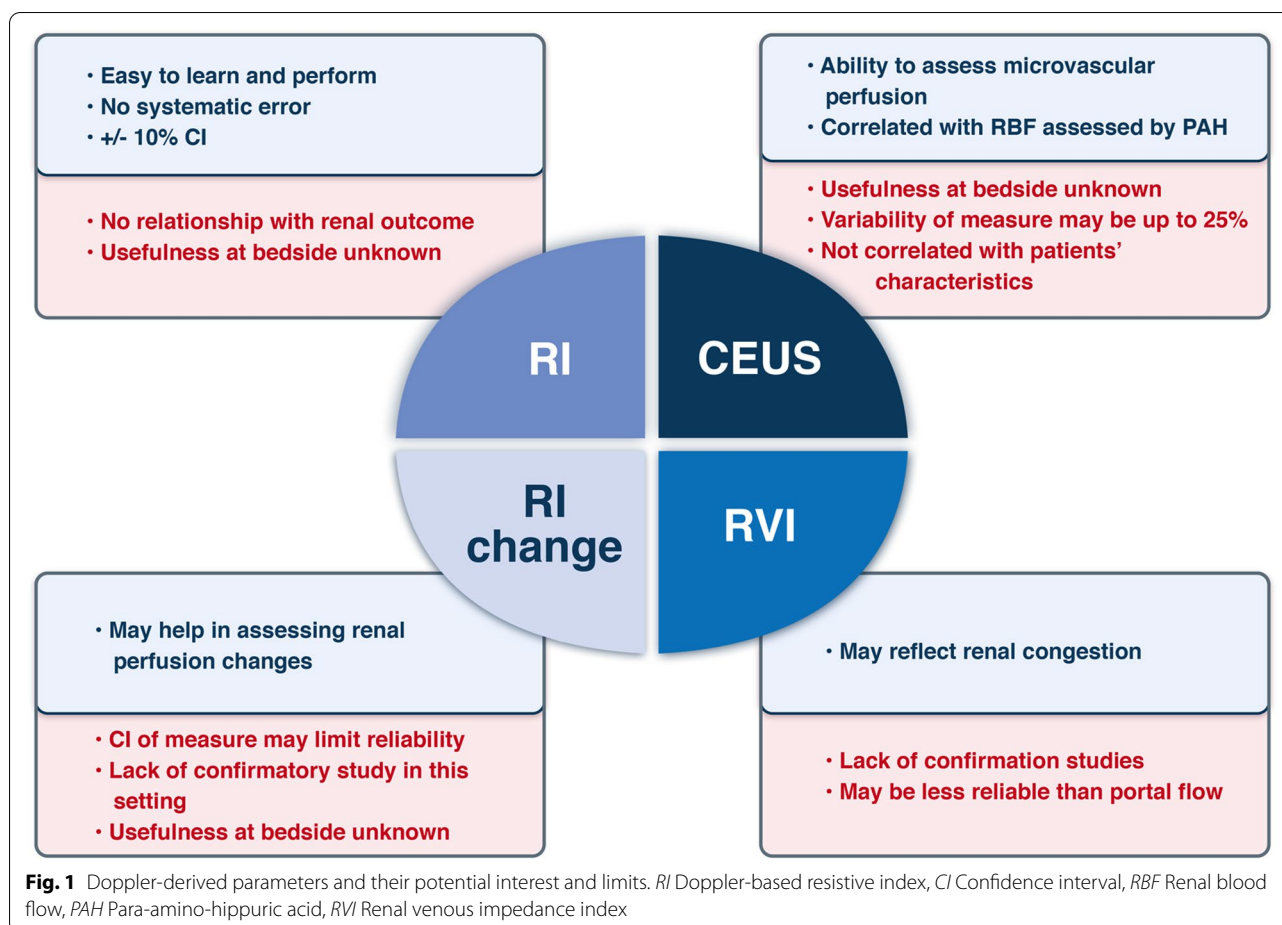 • Easy to learn and perform
• No systematic error
• +/- 10% CI
• No relationship with renal outcome
• Usefulness at bedside unknown
• Ability to assess microvascular
perfusion
• Correlated with RBF assessed by PAH
• Usefulness at bedside unknown
• Variability of measure may be up to 25%
• Not correlated with patients’
characteristics
RI
CEUS
RI
change
RVI
• May help in assessing renal
perfusion changes
• CI of measure may limit reliability
• Lack of confirmatory study in this
setting
• Usefulness at bedside unknown
• May reflect renal congestion
• Lack of confirmation studies
• May be less reliable than portal flow
Fig. 1 Doppler-derived parameters and their potential interest and limits. RI Doppler-based resistive index, CI Confidence interval, RBF Renal blood
flow, PAH Para-amino-hippuric acid, RVI Renal venous impedance index